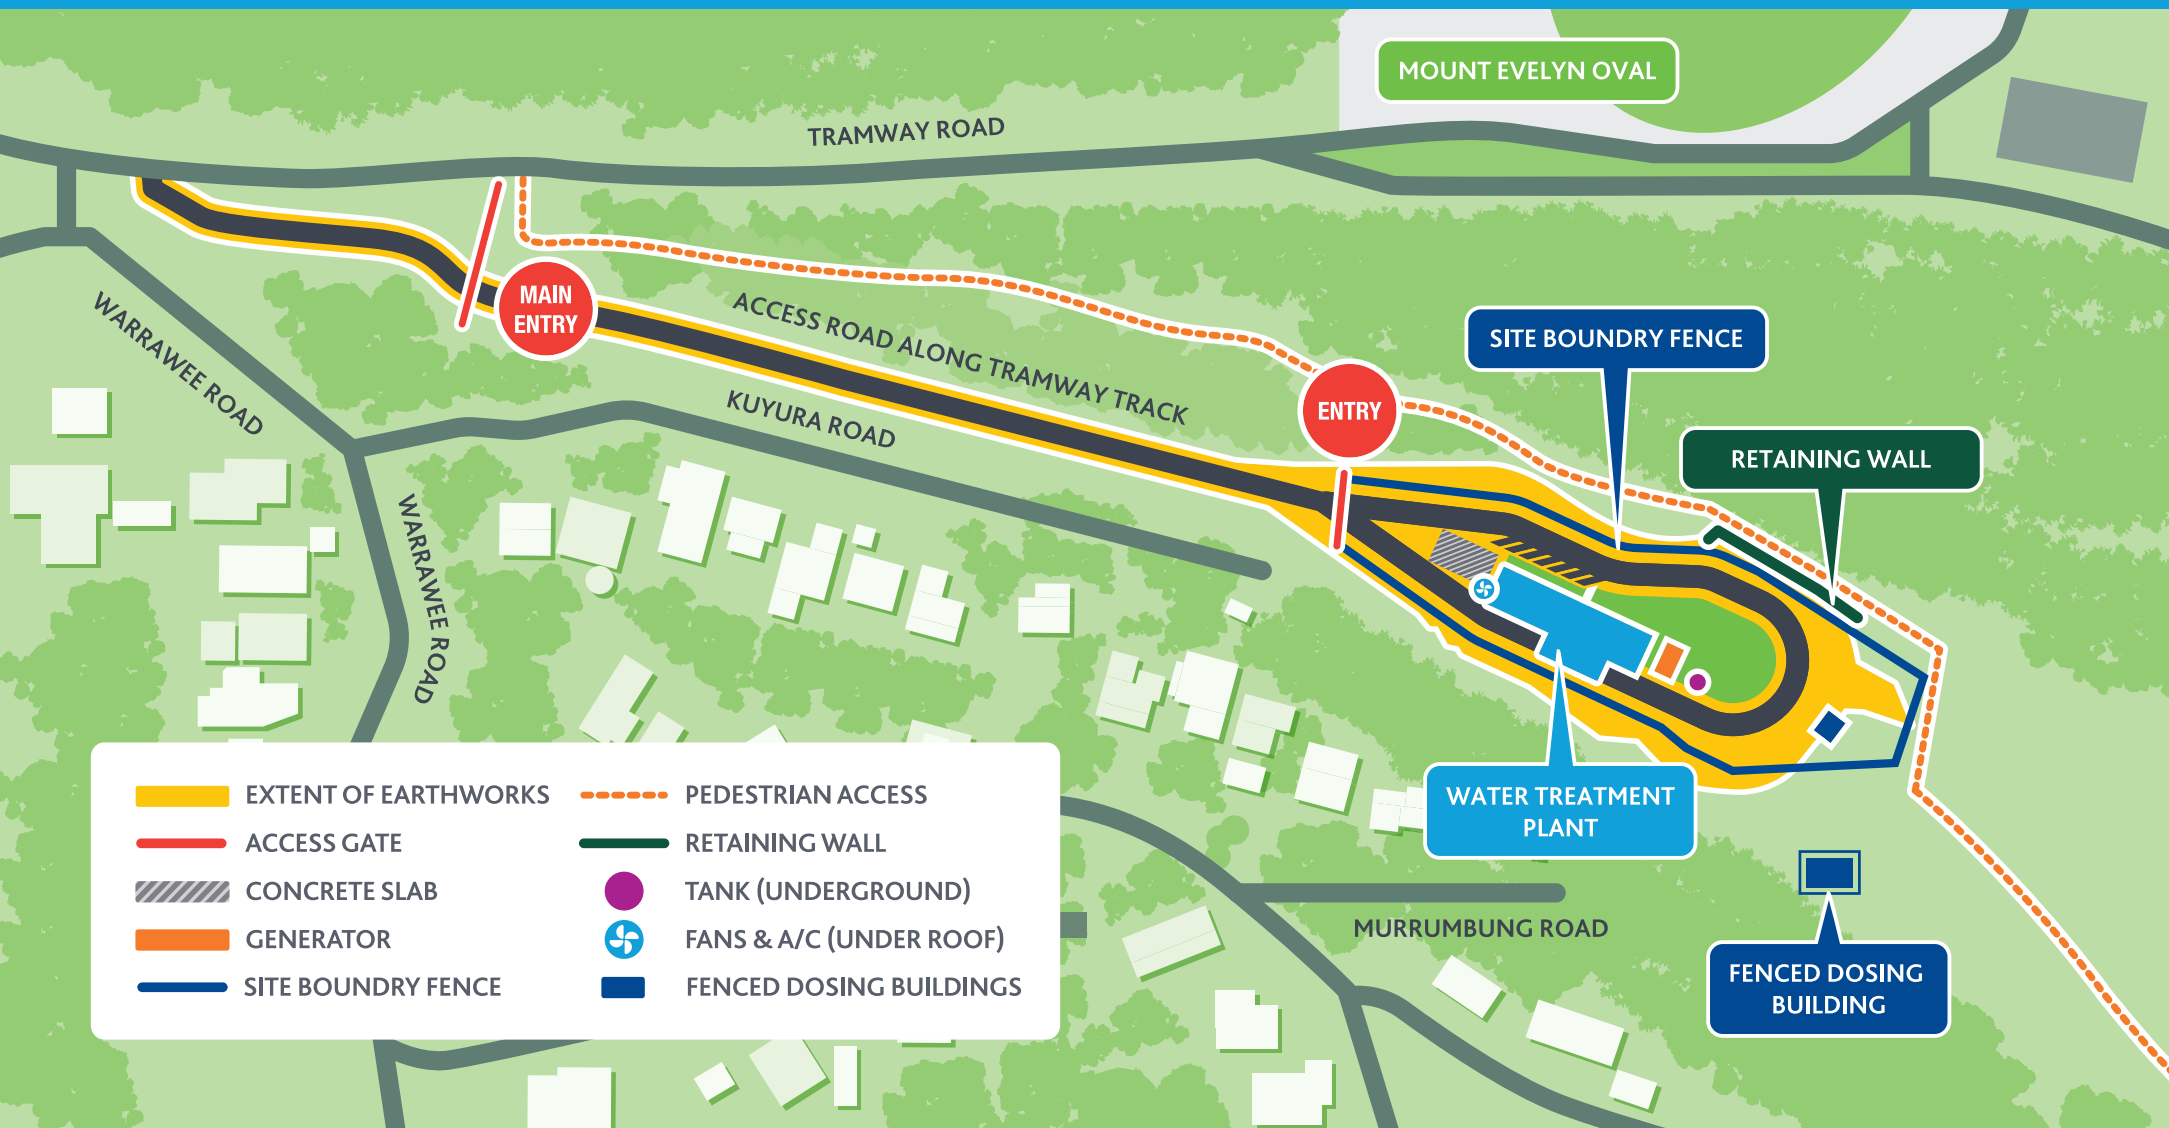 MOUNT EVELYN OVAL
TRAMWAY ROAD
MAIN
ENTRY
WARRAWEE ROAD
ACCESS ROAD ALONG TRAMWAY TRACK
KUYURA ROAD
ENTRY
SITE BOUNDRY FENCE
RETAINING WALL
WARRAWEE ROAD
WATER TREATMENT
PLANT
MURRUMBUNG ROAD
FENCED DOSING
BUILDING
EXTENT OF EARTHWORKS
ACCESS GATE
CONCRETE SLAB
GENERATOR
SITE BOUNDRY FENCE
PEDESTRIAN ACCESS
RETAINING WALL
TANK (UNDERGROUND)
FANS & A/C (UNDER ROOF)
FENCED DOSING BUILDINGS